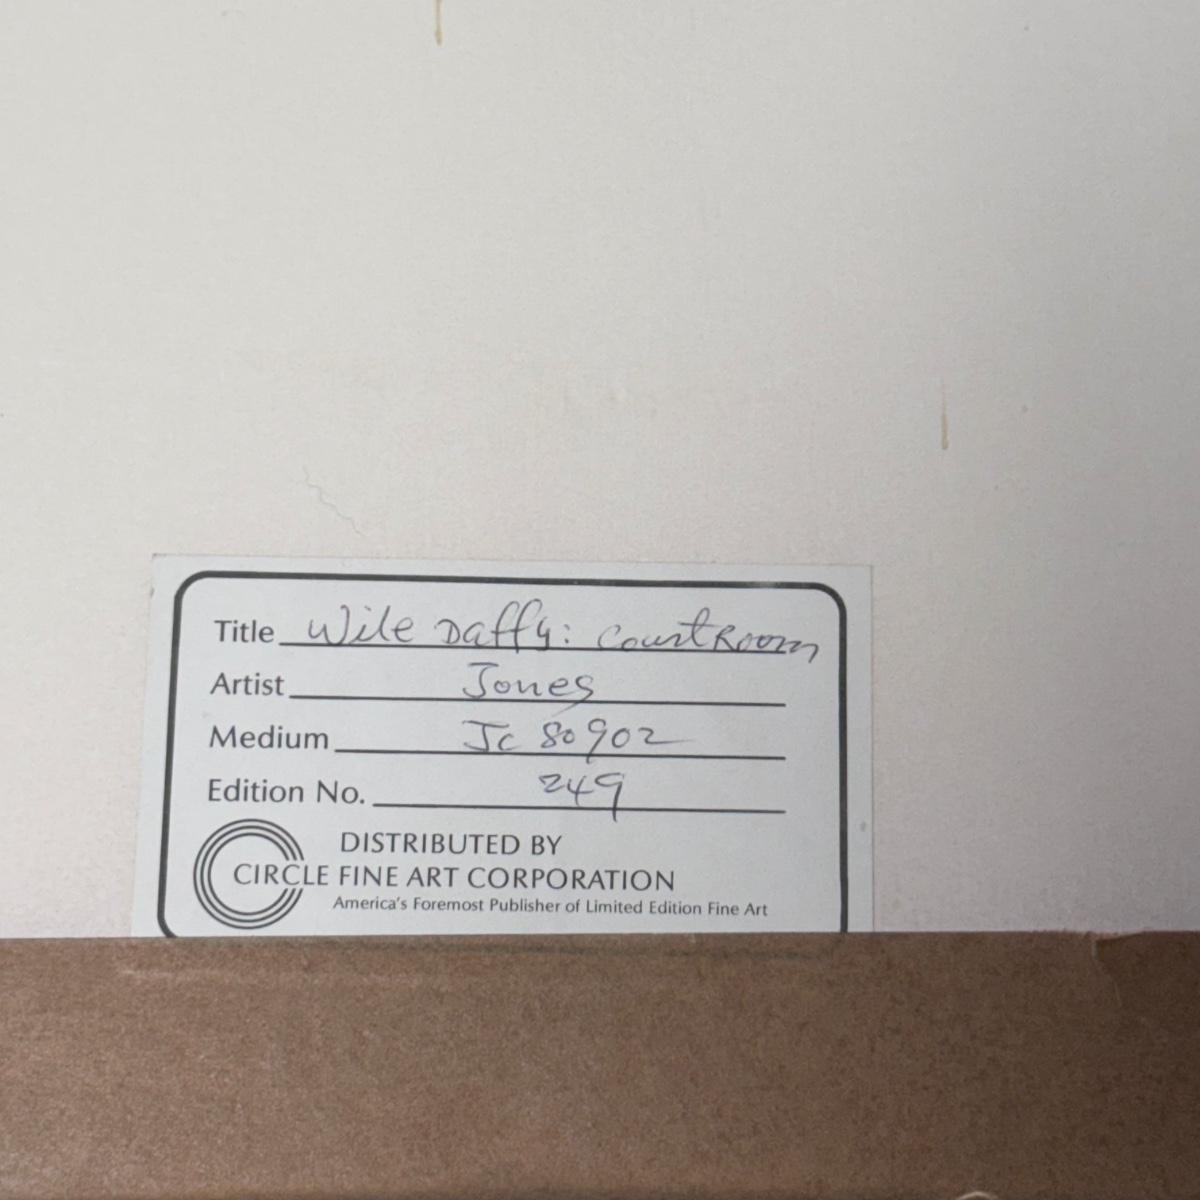 Title Wile Daffy: Courtroom
Artist Jones
Medium Jc 80902
Edition No. 249
DISTRIBUTED BY
CIRCLE FINE ART CORPORATION
America's Foremost Publisher of Limited Edition Fine Art